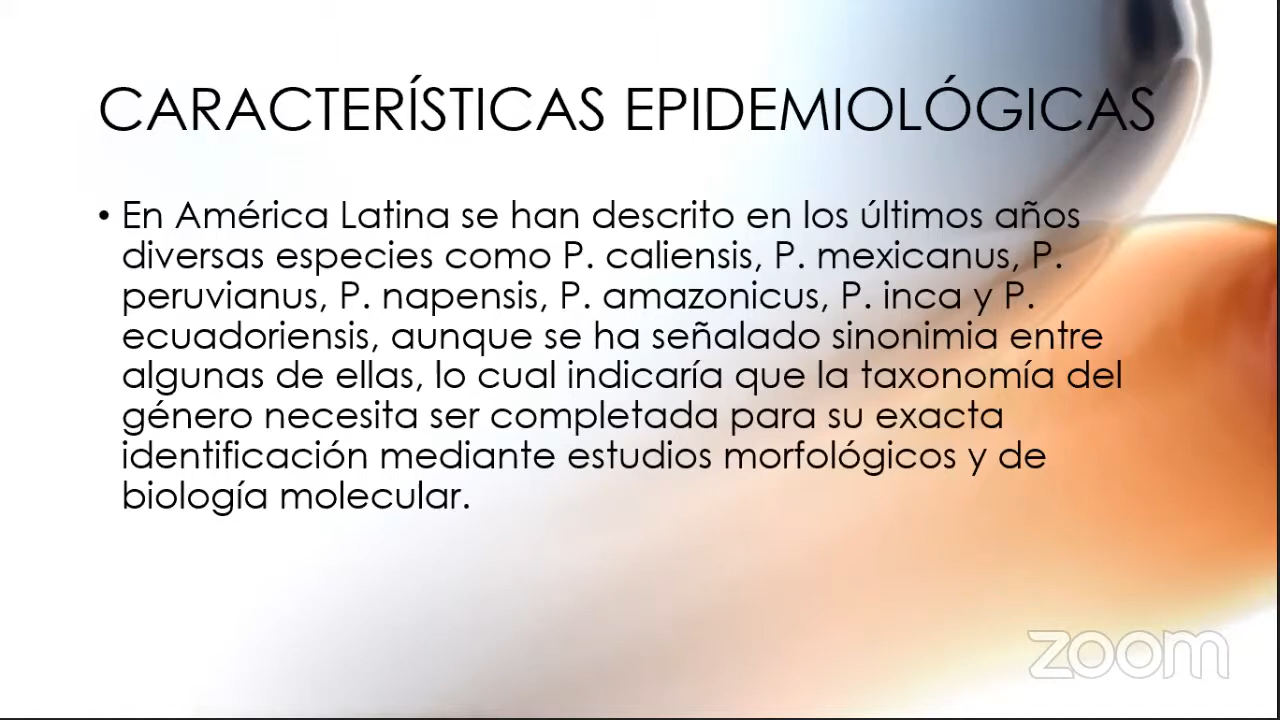 CARACTERÍSTICAS EPIDEMIOLÓGICAS
• En América Latina se han descrito en los últimos años
diversas especies como P. caliensis, P. mexicanus, P.
peruvianus, P. napensis, P. amazonicus, P. inca y P.
ecuadoriensis, aunque se ha señalado sinonimia entre
algunas de ellas, lo cual indicaría que la taxonomía del
género necesita ser completada para su exacta
identificación mediante estudios morfológicos y de
biología molecular.
zoom